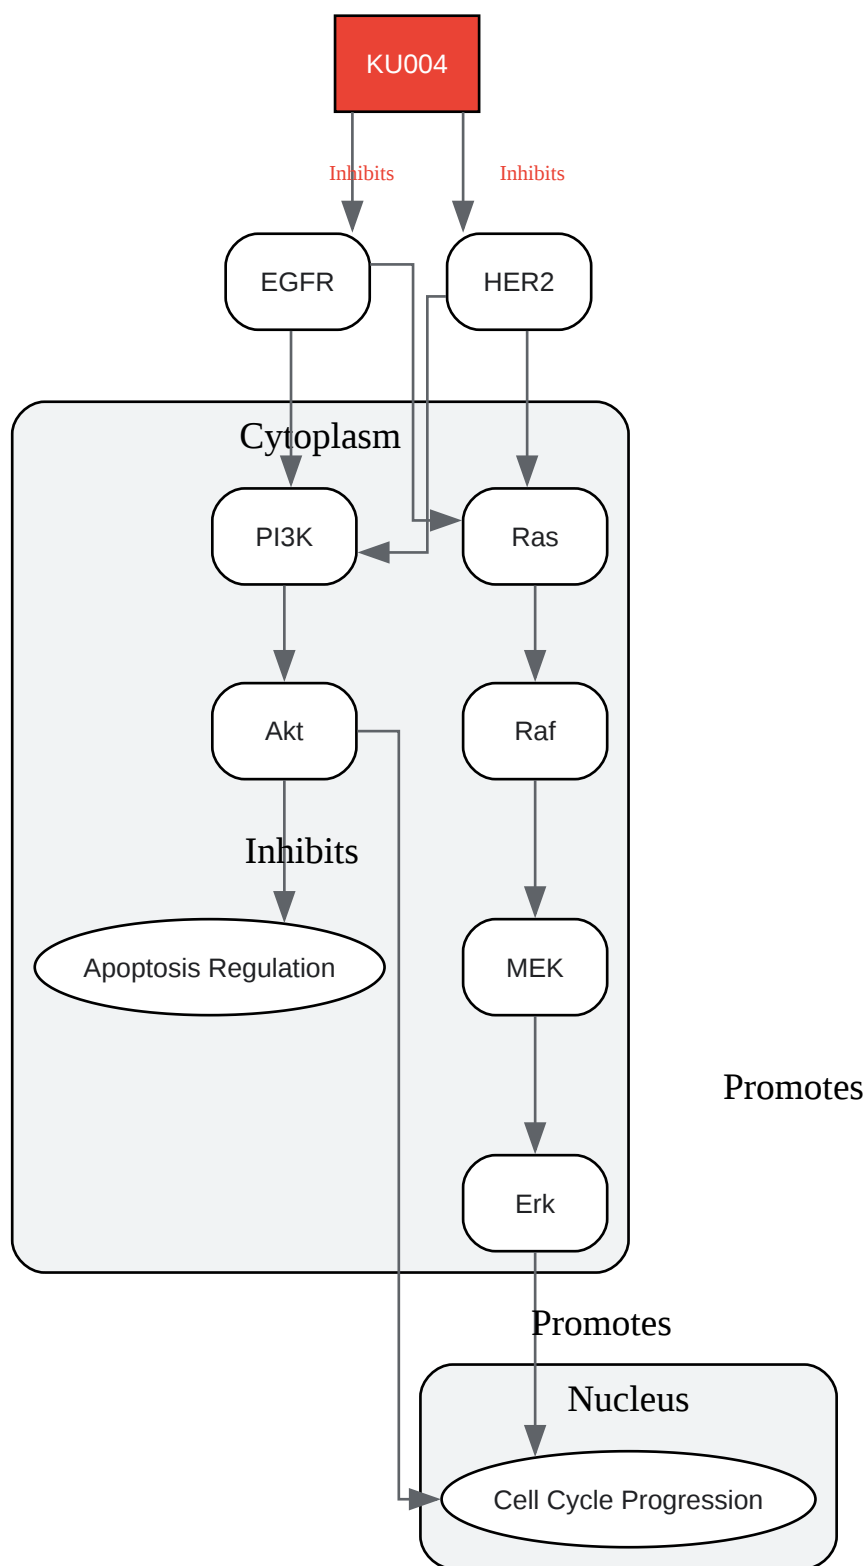 KU004
Inhibits
Inhibits
EGFR
HER2
Cytoplasm
PI3K
Ras
Akt
Raf
Inhibits
Apoptosis Regulation
MEK
Promotes
Erk
Promotes
Nucleus
Cell Cycle Progression